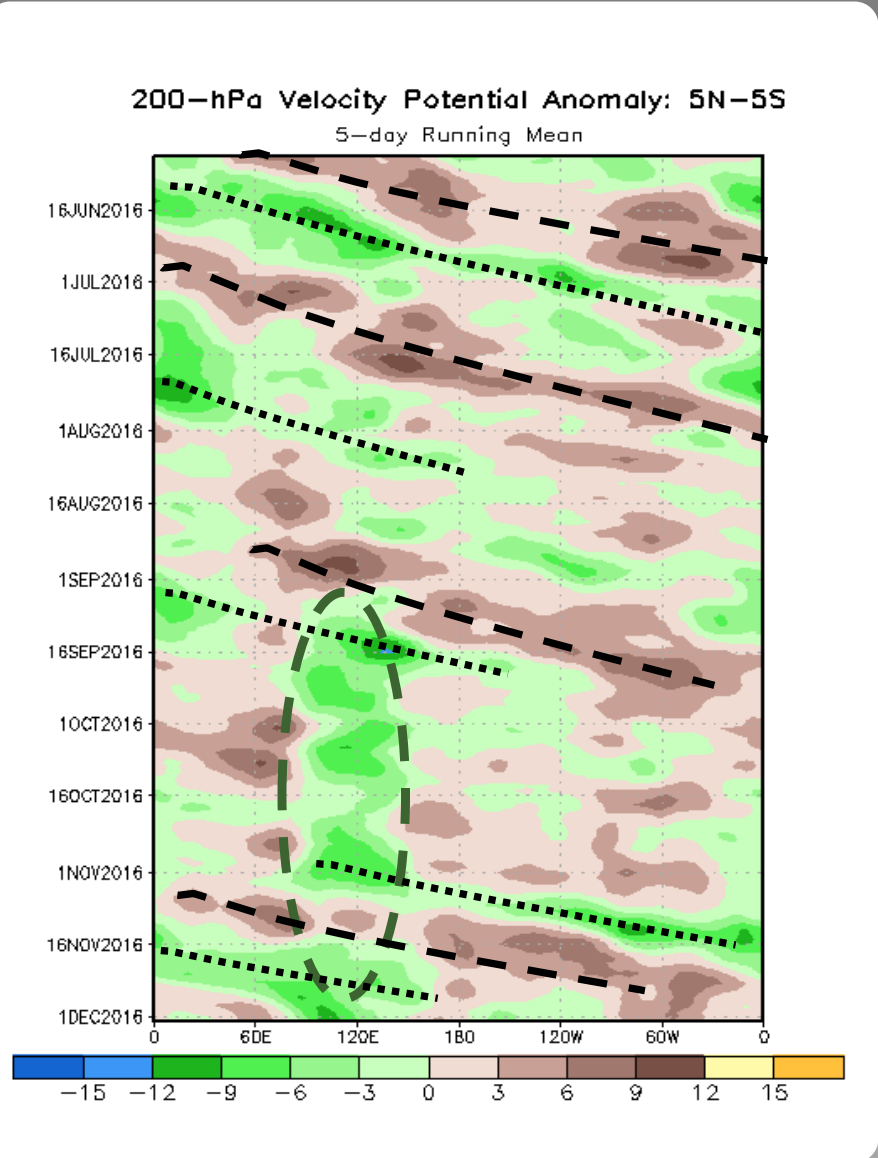 200-hPa Velocity Potential Anomaly: 5N-5S
5-day Running Mean
16JUN2016
1JUL2016
16JUL2016
1AUG2016
16AUG2016
1SEP2016
16SEP2016
1OCT2016
16OCT2016
1NOV2016
16NOV2016
1DEC2016
0 60E 120E 180 120W 60W 0
-15 -12 -9 -6 -3 0 3 6 9 12 15